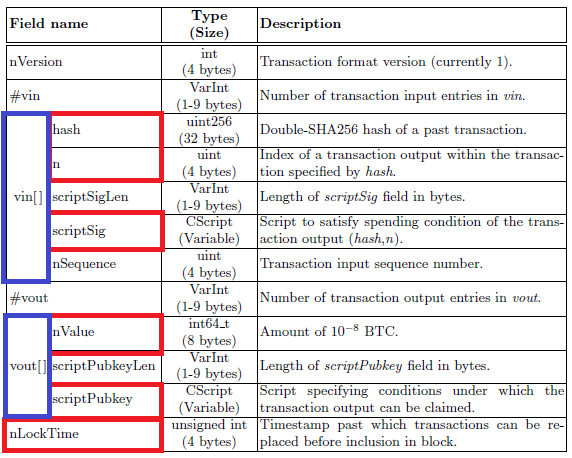 Field name Type (Size) Description
nVersion int (4 bytes) Transaction format version (currently 1).
#vin VarInt (1-9 bytes) Number of transaction input entries in vin.
vin[]
hash uint256 (32 bytes) Double-SHA256 hash of a past transaction.
n uint (4 bytes) Index of a transaction output within the transac-
tion specified by hash.
scriptSigLen VarInt (1-9 bytes) Length of scriptSig field in bytes.
scriptSig CScript (Variable) Script to satisfy spending condition of the trans-
action output (hash,n).
nSequence uint (4 bytes) Transaction input sequence number.
#vout VarInt (1-9 bytes) Number of transaction output entries in vout.
vout[]
nValue int64_t (8 bytes) Amount of 10⁻⁸ BTC.
scriptPubkeyLen VarInt (1-9 bytes) Length of scriptPubkey field in bytes.
scriptPubkey CScript (Variable) Script specifying conditions under which the
transaction output can be claimed.
nLockTime unsigned int (4 bytes) Timestamp past which transactions can be re-
placed before inclusion in block.